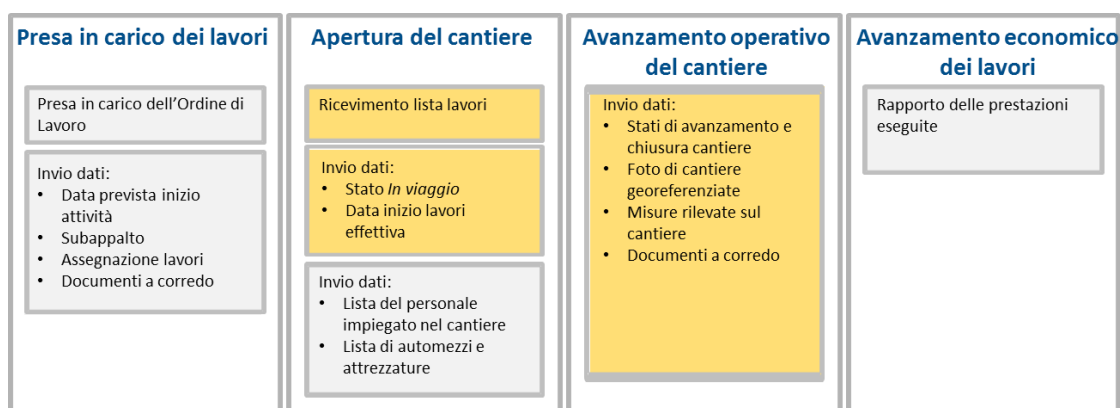 Presa in carico dei lavori
Presa in carico dell'Ordine di
Lavoro
Invio dati:
• Data prevista inizio
attività
• Subappalto
• Assegnazione lavori
• Documenti a corredo
Apertura del cantiere
Ricevimento lista lavori
Invio dati:
• Stato In viaggio
• Data inizio lavori
effettiva
Invio dati:
• Lista del personale
impiegato nel cantiere
• Lista di automezzi e
attrezzature
Avanzamento operativo
del cantiere
Invio dati:
• Stati di avanzamento e
chiusura cantiere
• Foto di cantiere
georeferenziate
• Misure rilevate sul
cantiere
• Documenti a corredo
Avanzamento economico
dei lavori
Rapporto delle prestazioni
eseguite